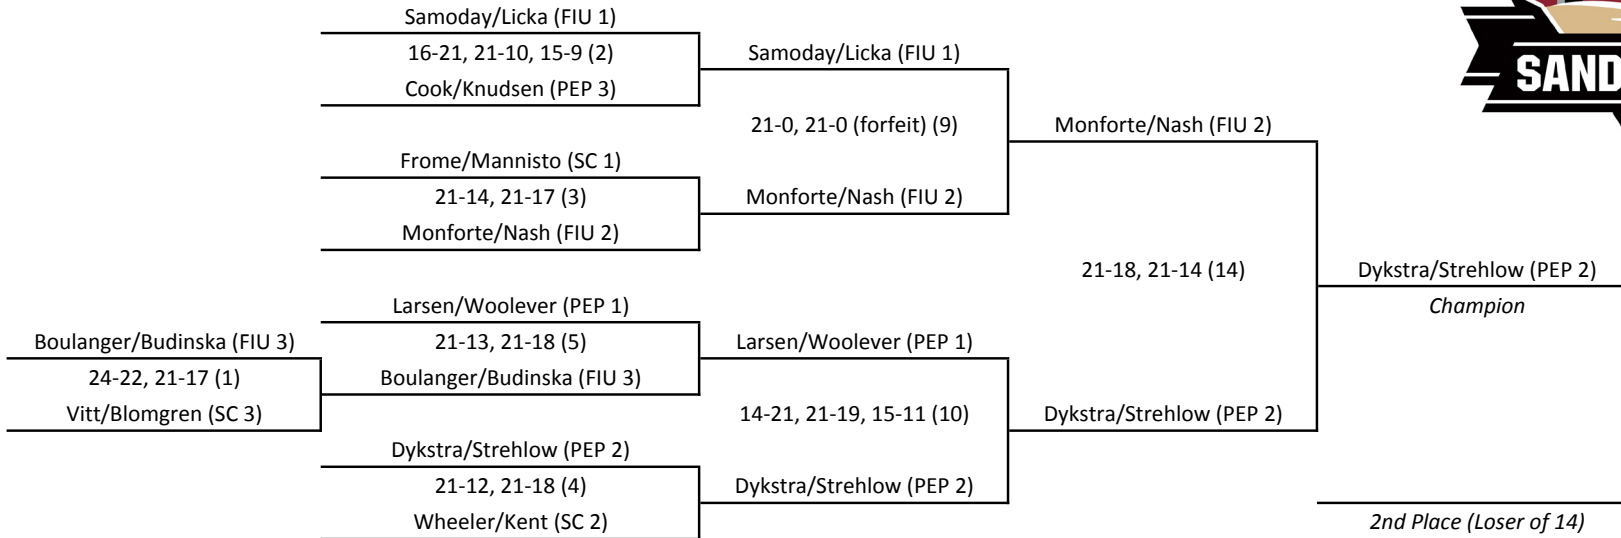 Samoday/Licka (FIU 1)
16-21, 21-10, 15-9 (2)
Cook/Knudsen (PEP 3)
Samoday/Licka (FIU 1)
SAND
21-0, 21-0 (forfeit) (9)
Monforte/Nash (FIU 2)
Frome/Mannisto (SC 1)
21-14, 21-17 (3)
Monforte/Nash (FIU 2)
Monforte/Nash (FIU 2)
21-18, 21-14 (14)
Dykstra/Strehlow (PEP 2)
Champion
Larsen/Woolever (PEP 1)
Boulanger/Budinska (FIU 3)
21-13, 21-18 (5)
Larsen/Woolever (PEP 1)
24-22, 21-17 (1)
Boulanger/Budinska (FIU 3)
Vitt/Blomgren (SC 3)
14-21, 21-19, 15-11 (10)
Dykstra/Strehlow (PEP 2)
Dykstra/Strehlow (PEP 2)
21-12, 21-18 (4)
Dykstra/Strehlow (PEP 2)
Wheeler/Kent (SC 2)
2nd Place (Loser of 14)